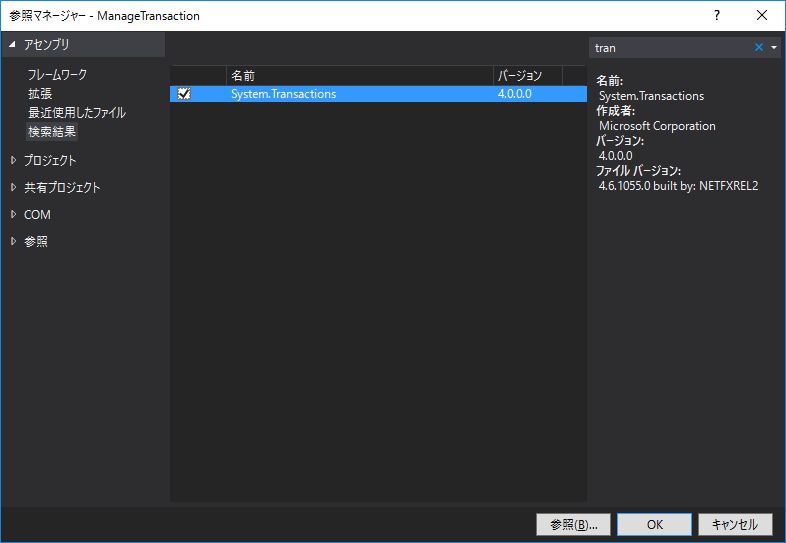 参照マネージャー - ManageTransaction
アセンブリ
フレームワーク
拡張
最近使用したファイル
検索結果
プロジェクト
共有プロジェクト
COM
参照
名前 バージョン
System.Transactions 4.0.0.0
tran
名前:
System.Transactions
作成者:
Microsoft Corporation
バージョン:
4.0.0.0
ファイル バージョン:
4.6.1055.0 built by: NETFXREL2
参照(B)... OK キャンセル